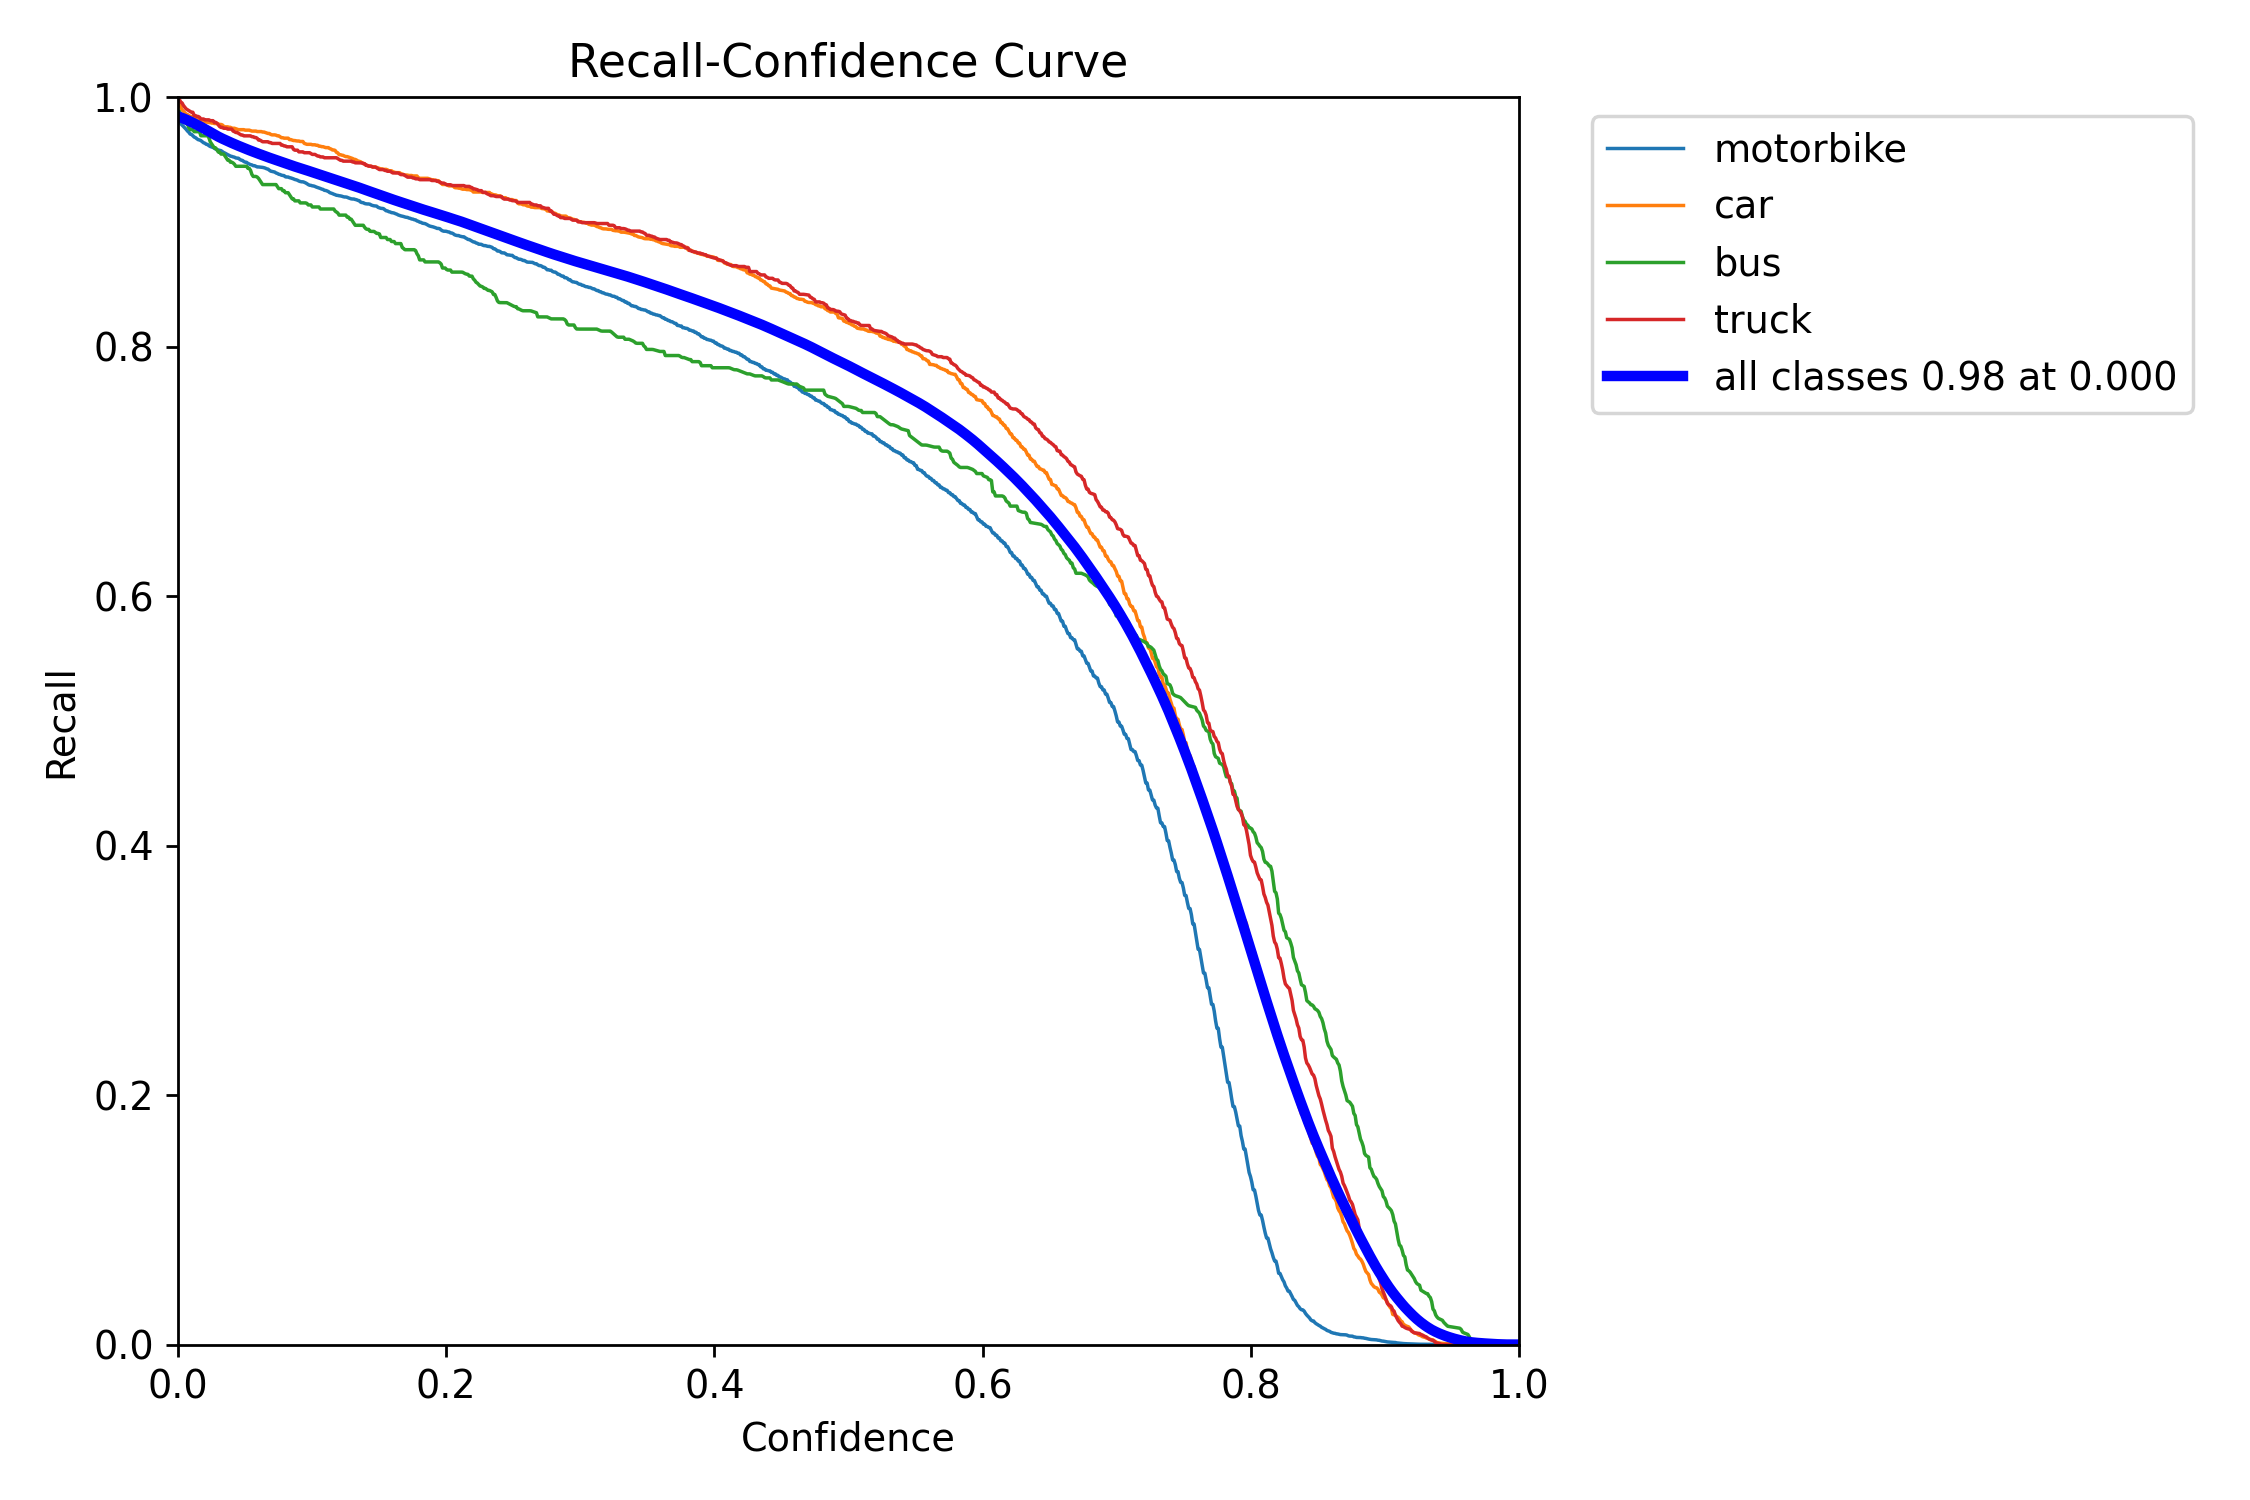 Recall-Confidence Curve
1.0
0.8
0.6
0.4
0.2
0.0
Recall
0.0 0.2 0.4 0.6 0.8 1.0
Confidence
motorbike
car
bus
truck
all classes 0.98 at 0.000